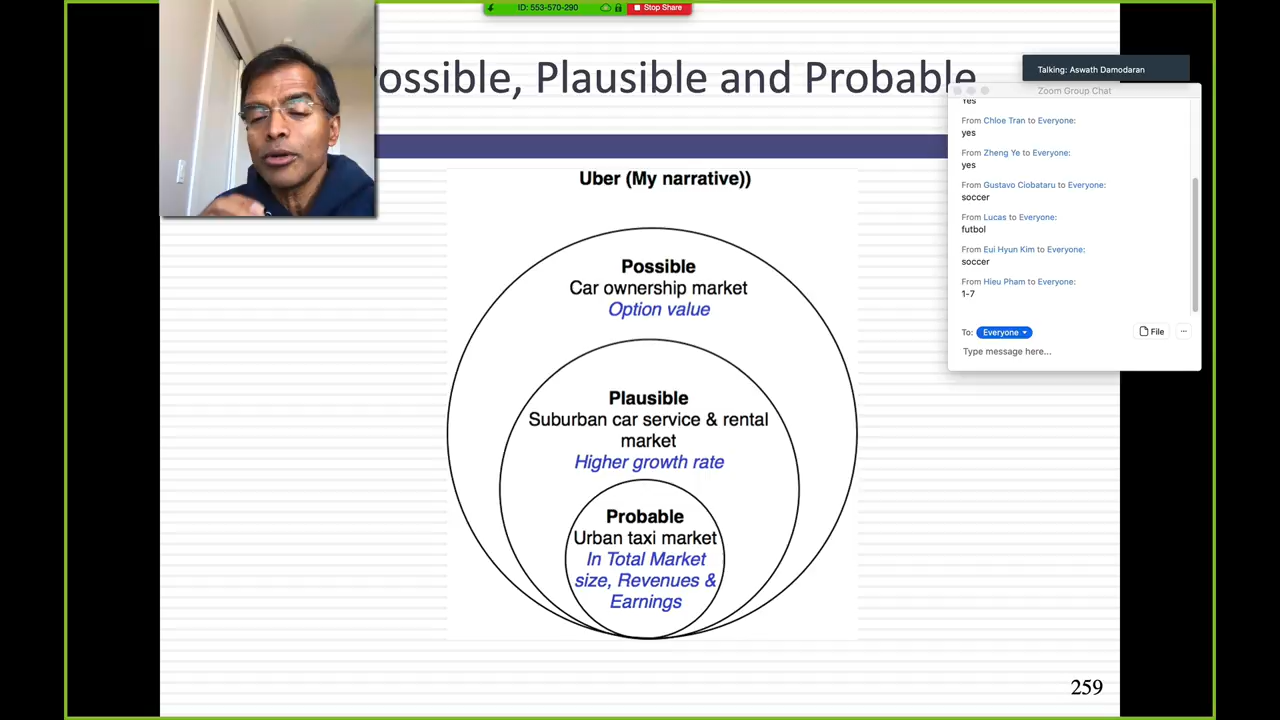 ID: 553-570-290
Stop Share
ossible, Plausible and Probable
Talking: Aswath Damodaran
Zoom Group Chat
Yes
From Chloe Tran to Everyone:
yes
From Zheng Ye to Everyone:
yes
From Gustavo Ciobataru to Everyone:
soccer
From Lucas to Everyone:
futbol
From Eui Hyun Kim to Everyone:
soccer
From Hieu Pham to Everyone:
1-7
To: Everyone
File
...
Type message here...
Uber (My narrative))
Possible
Car ownership market
Option value
Plausible
Suburban car service & rental
market
Higher growth rate
Probable
Urban taxi market
In Total Market
size, Revenues &
Earnings
259